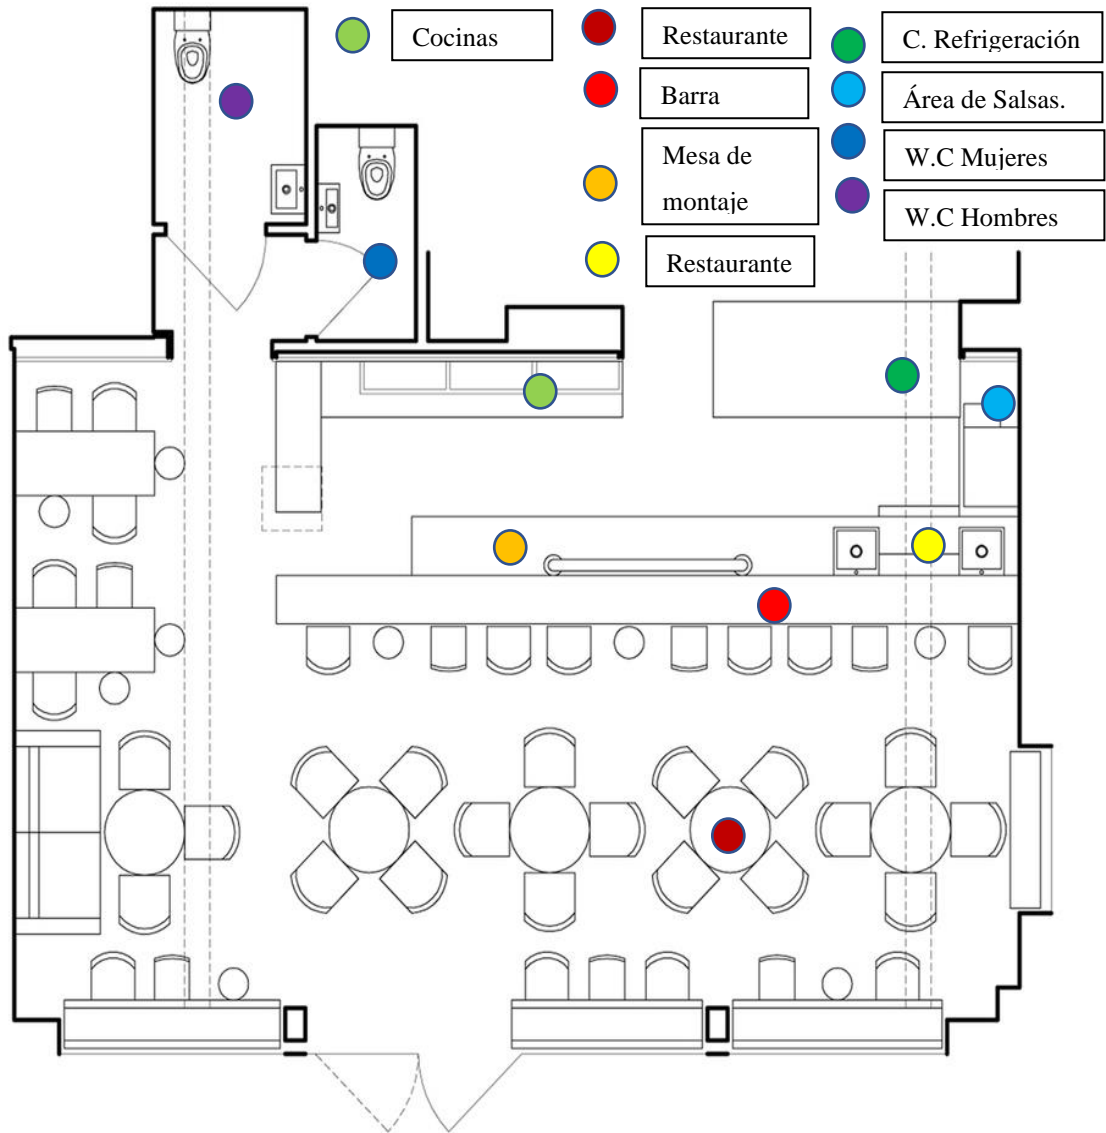 Cocinas
Restaurante
Barra
Mesa de
montaje
Restaurante
C. Refrigeración
Área de Salsas.
W.C Mujeres
W.C Hombres